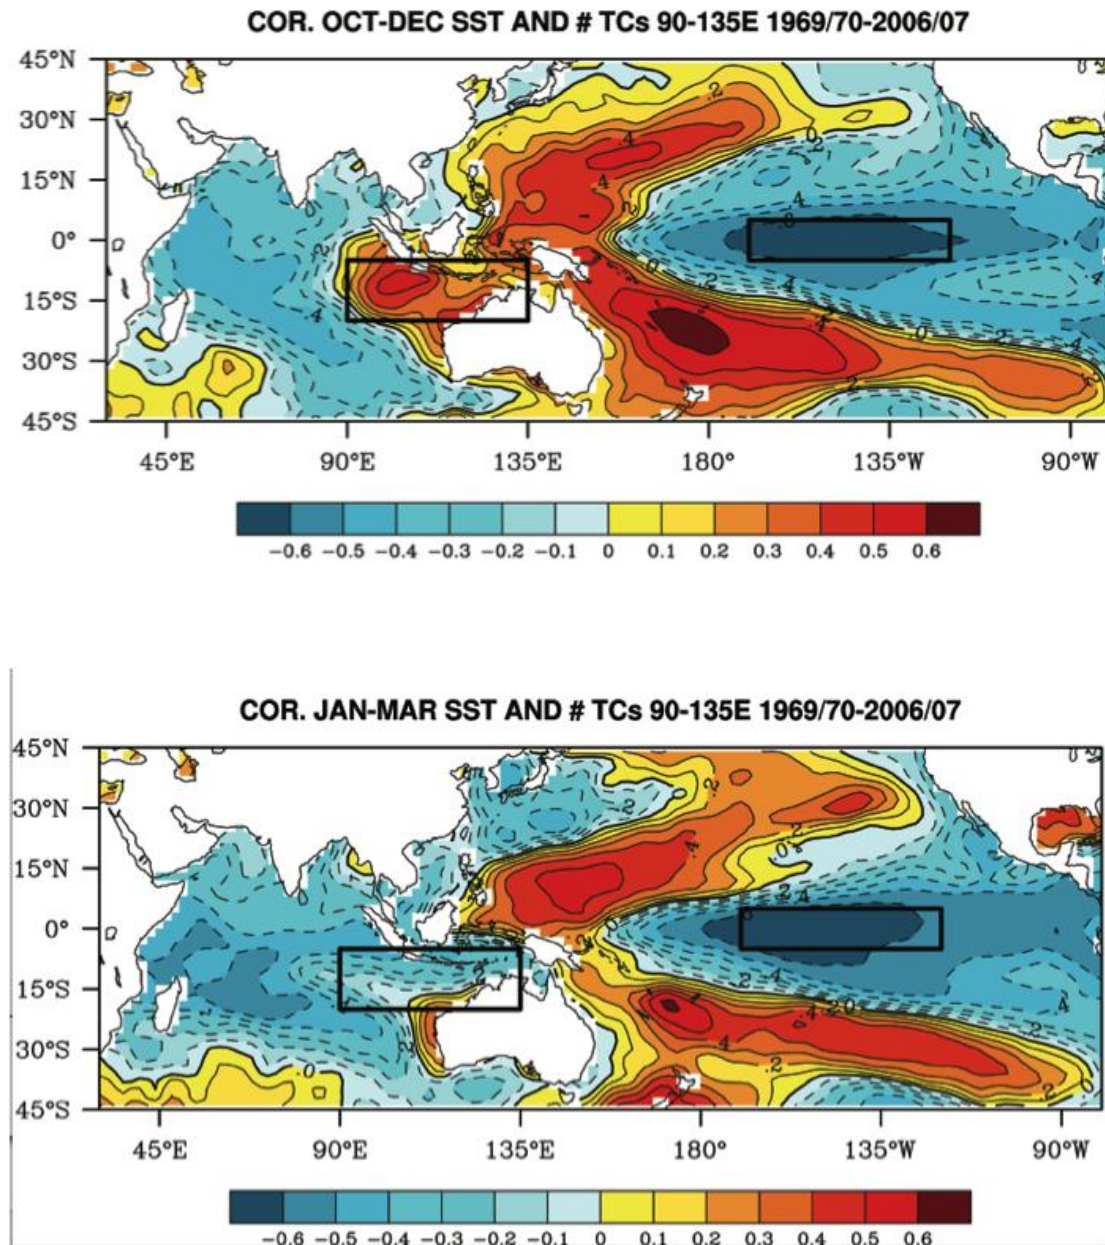 COR. OCT-DEC SST AND # TCs 90-135E 1969/70-2006/07
45°N
30°N
15°N
0°
15°S
30°S
45°S
45°E 90°E 135°E 180° 135°W 90°W
-0.6 -0.5 -0.4 -0.3 -0.2 -0.1 0 0.1 0.2 0.3 0.4 0.5 0.6
COR. JAN-MAR SST AND # TCs 90-135E 1969/70-2006/07
45°N
30°N
15°N
0°
15°S
30°S
45°S
45°E 90°E 135°E 180° 135°W 90°W
-0.6 -0.5 -0.4 -0.3 -0.2 -0.1 0 0.1 0.2 0.3 0.4 0.5 0.6